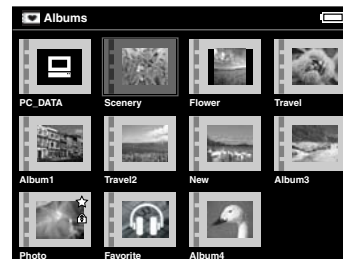 Albums
PC_DATA Scenery Flower Travel
Album1 Travel2 New Album3
Photo Favorite Album4